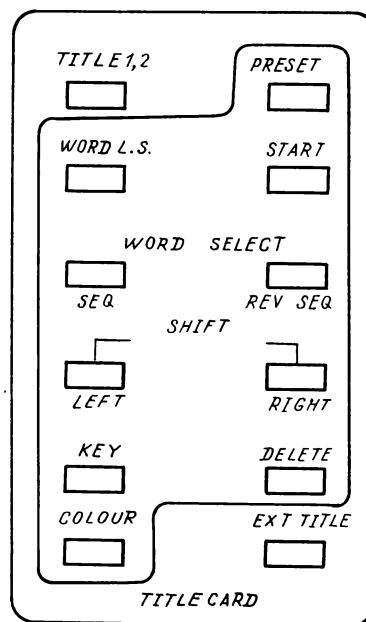 TITLE 1,2
PRESET
WORD L.S.
START
WORD SELECT
SEQ
REV SEQ
SHIFT
LEFT
RIGHT
KEY
DELETE
COLOUR
EXT TITLE
TITLE CARD